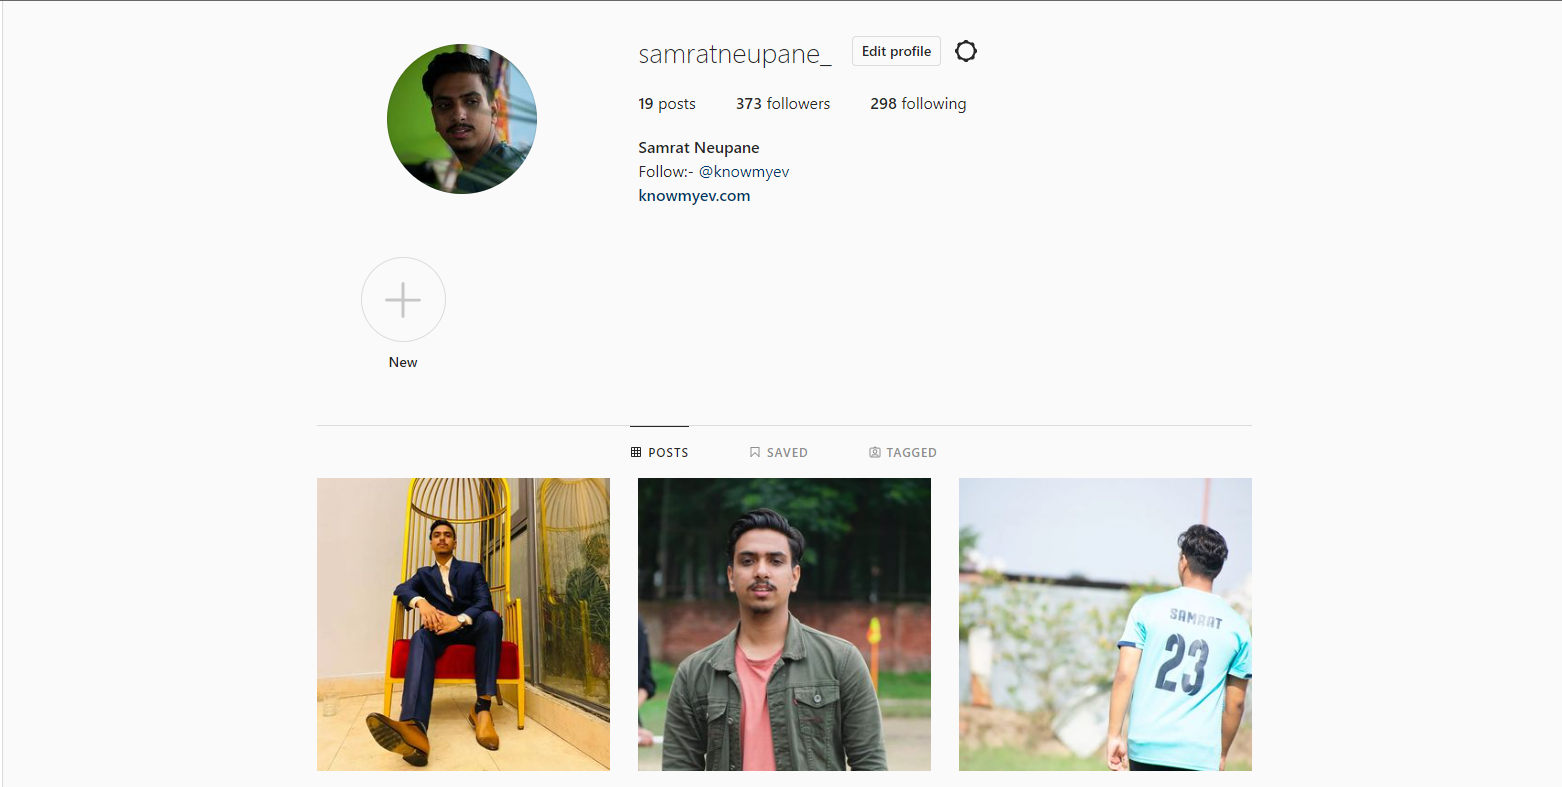 samratneupane_ Edit profile
19 posts 373 followers 298 following
Samrat Neupane
Follow:- @knowmyev
knowmyev.com
New
POSTS SAVED TAGGED
SAMRAT
23